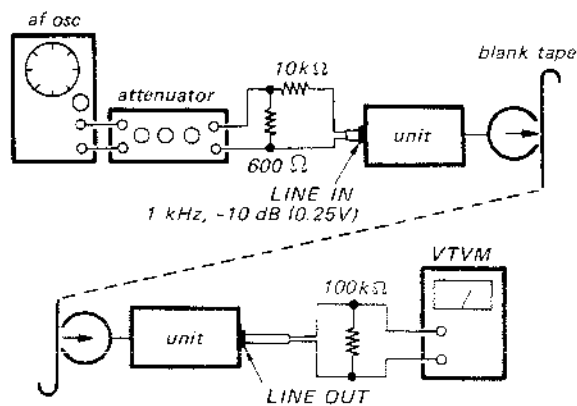 af osc
attenuator
10kΩ
blank tape
unit
600 Ω
LINE IN
1 kHz, -10 dB (0.25V)
VTVM
100kΩ
unit
LINE OUT